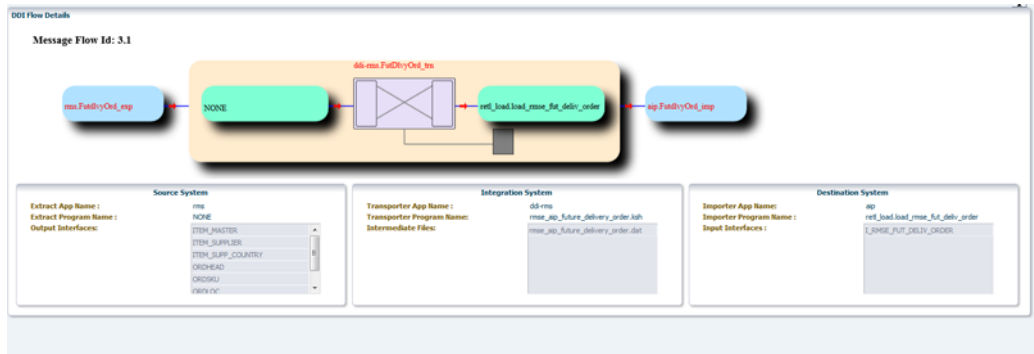 DDI Flow Details
Message Flow Id: 3.1
ddi-rms.FutDlvyOrd_trn
rms.FutdlvyOrd_exp
NONE
retl_load.load_rmse_fut_deliv_order
aip.FutdlvyOrd_imp
Source System
Extract App Name : rms
Extract Program Name : NONE
Output Interfaces:
ITEM_MASTER
ITEM_SUPPLIER
ITEM_SUPP_COUNTRY
ORDHEAD
ORDSKU
ORDLOC
Integration System
Transporter App Name : ddi-rms
Transporter Program Name: rmse_aip_future_delivery_order.ksh
Intermediate Files:
rmse_aip_future_delivery_order.dat
Destination System
Importer App Name: aip
Importer Program Name : retl_load.load_rmse_fut_deliv_order
Input Interfaces :
I_RMSE_FUT_DELIV_ORDER